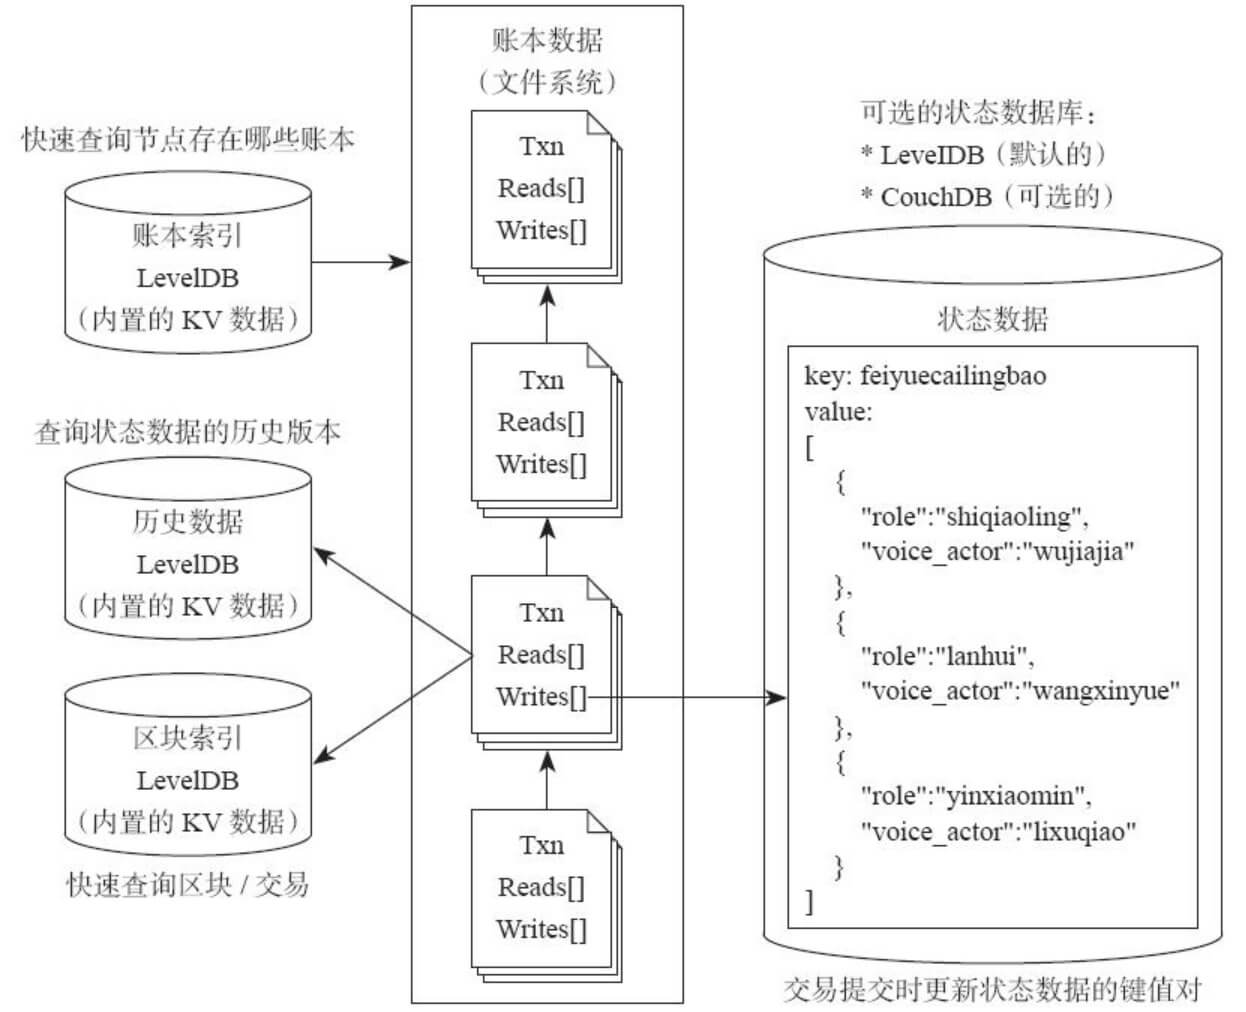 快速查询节点存在哪些账本
账本索引
LevelDB
（内置的 KV 数据）
查询状态数据的历史版本
历史数据
LevelDB
（内置的 KV 数据）
区块索引
LevelDB
（内置的 KV 数据）
快速查询区块 / 交易
账本数据
（文件系统）
Txn
Reads[]
Writes[]
Txn
Reads[]
Writes[]
Txn
Reads[]
Writes[]
Txn
Reads[]
Writes[]
可选的状态数据库：
* LevelDB（默认的）
* CouchDB（可选的）
状态数据
key: feiyuecailingbao
value:
[
{
"role":"shiqiaoling",
"voice_actor":"wujiajia"
},
{
"role":"lanhui",
"voice_actor":"wangxinyue"
},
{
"role":"yinxiaomin",
"voice_actor":"lixuqiao"
}
]
交易提交时更新状态数据的键值对